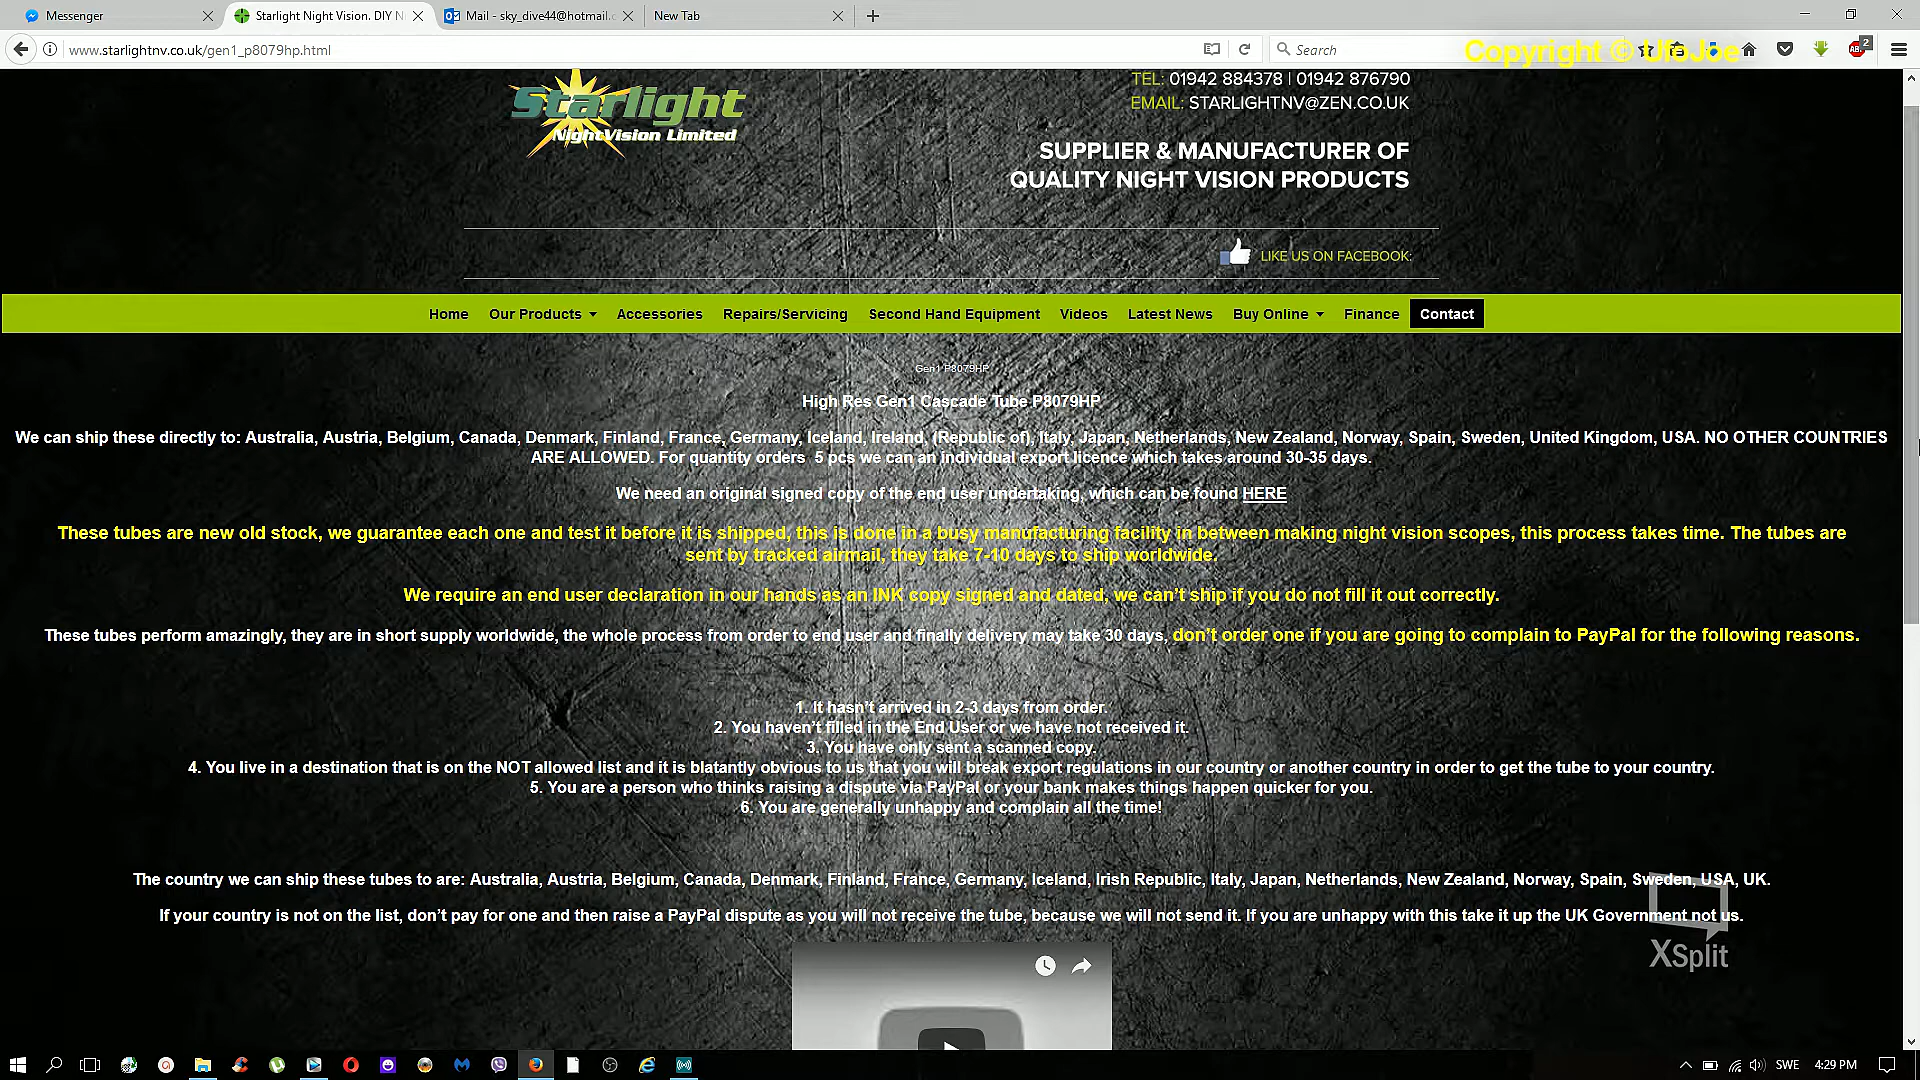 Messenger
Starlight Night Vision. DIY N
Mail - sky_dive44@hotmail.c
New Tab
www.starlightnv.co.uk/gen1_p8079hp.html
Search
Copyright © UfoJoe
2
Starlight
NightVision Limited
TEL: 01942 884378 | 01942 876790
EMAIL: STARLIGHTNV@ZEN.CO.UK
SUPPLIER & MANUFACTURER OF
QUALITY NIGHT VISION PRODUCTS
LIKE US ON FACEBOOK:
Home Our Products Accessories Repairs/Servicing Second Hand Equipment Videos Latest News Buy Online Finance Contact
Gen1 P8079HP
High Res Gen1 Cascade Tube P8079HP
We can ship these directly to: Australia, Austria, Belgium, Canada, Denmark, Finland, France, Germany, Iceland, Ireland, (Republic of), Italy, Japan, Netherlands, New Zealand, Norway, Spain, Sweden, United Kingdom, USA. NO OTHER COUNTRIES
ARE ALLOWED. For quantity orders 5 pcs we can an individual export licence which takes around 30-35 days.
We need an original signed copy of the end user undertaking, which can be found HERE
These tubes are new old stock, we guarantee each one and test it before it is shipped, this is done in a busy manufacturing facility in between making night vision scopes, this process takes time. The tubes are
sent by tracked airmail, they take 7-10 days to ship worldwide.
We require an end user declaration in our hands as an INK copy signed and dated, we can’t ship if you do not fill it out correctly.
These tubes perform amazingly, they are in short supply worldwide, the whole process from order to end user and finally delivery may take 30 days, don’t order one if you are going to complain to PayPal for the following reasons.
1. It hasn’t arrived in 2-3 days from order.
2. You haven’t filled in the End User or we have not received it.
3. You have only sent a scanned copy.
4. You live in a destination that is on the NOT allowed list and it is blatantly obvious to us that you will break export regulations in our country or another country in order to get the tube to your country.
5. You are a person who thinks raising a dispute via PayPal or your bank makes things happen quicker for you.
6. You are generally unhappy and complain all the time!
The country we can ship these tubes to are: Australia, Austria, Belgium, Canada, Denmark, Finland, France, Germany, Iceland, Irish Republic, Italy, Japan, Netherlands, New Zealand, Norway, Spain, Sweden, USA, UK.
If your country is not on the list, don’t pay for one and then raise a PayPal dispute as you will not receive the tube, because we will not send it. If you are unhappy with this take it up the UK Government not us.
XSplit
SWE 4:29 PM